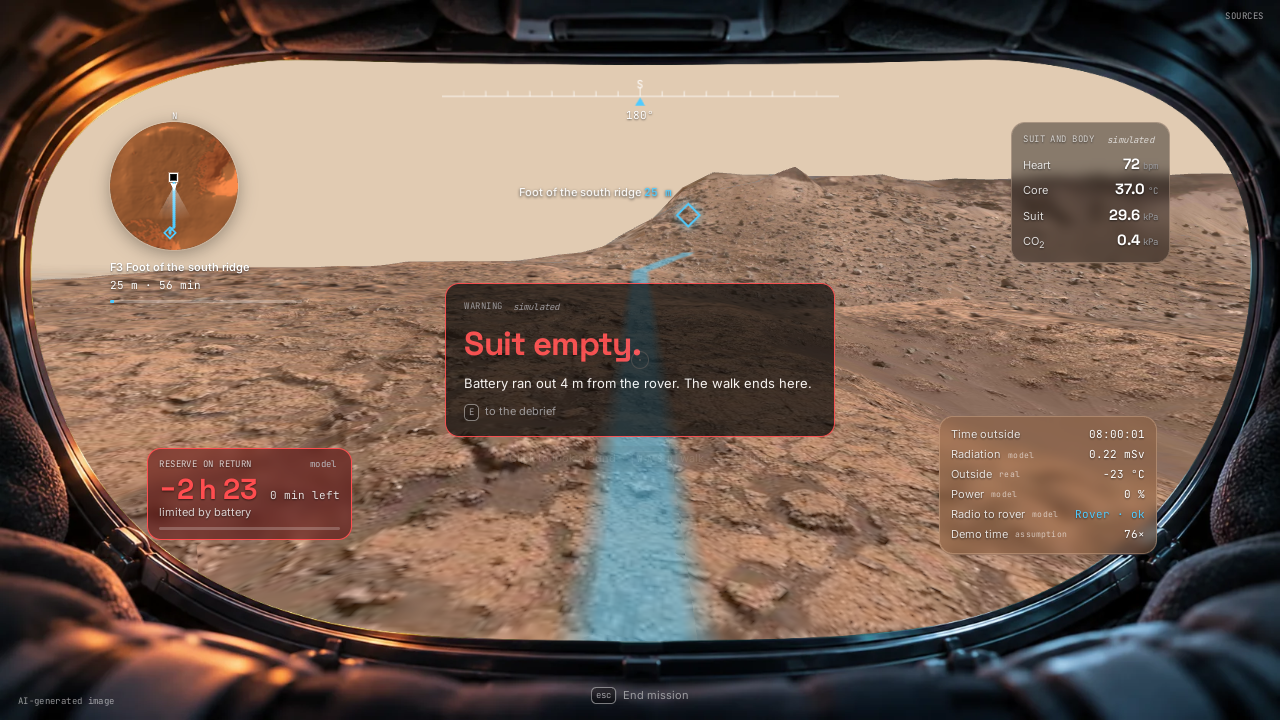 SOURCES
S
180°
N
F3 Foot of the south ridge
25 m · 56 min
Foot of the south ridge 25 m
SUIT AND BODY simulated
Heart 72 bpm
Core 37.0 °C
Suit 29.6 kPa
CO2 0.4 kPa
WARNING simulated
Suit empty.
Battery ran out 4 m from the rover. The walk ends here.
E to the debrief
RESERVE ON RETURN model
−2 h 23 0 min left
limited by battery
Time outside 08:00:01
Radiation model 0.22 mSv
Outside real -23 °C
Power model 0 %
Radio to rover model Rover · ok
Demo time assumption 76×
esc End mission
AI-generated image